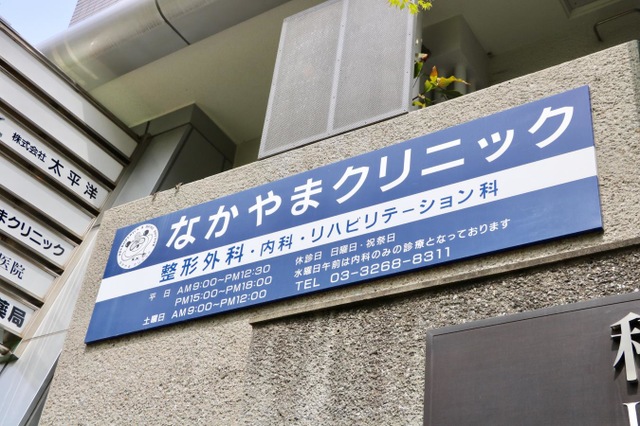 なかやまクリニック
整形外科・内科・リハビリテーション科
平 日 AM9:00〜PM12:30
PM15:00〜PM18:00
土曜日 AM9:00〜PM12:00
休診日 日曜日・祝祭日
水曜日午前は内科のみの診療となっております
TEL 03-3268-8311
株式会社 太平洋
まクリニック
医院
薬局